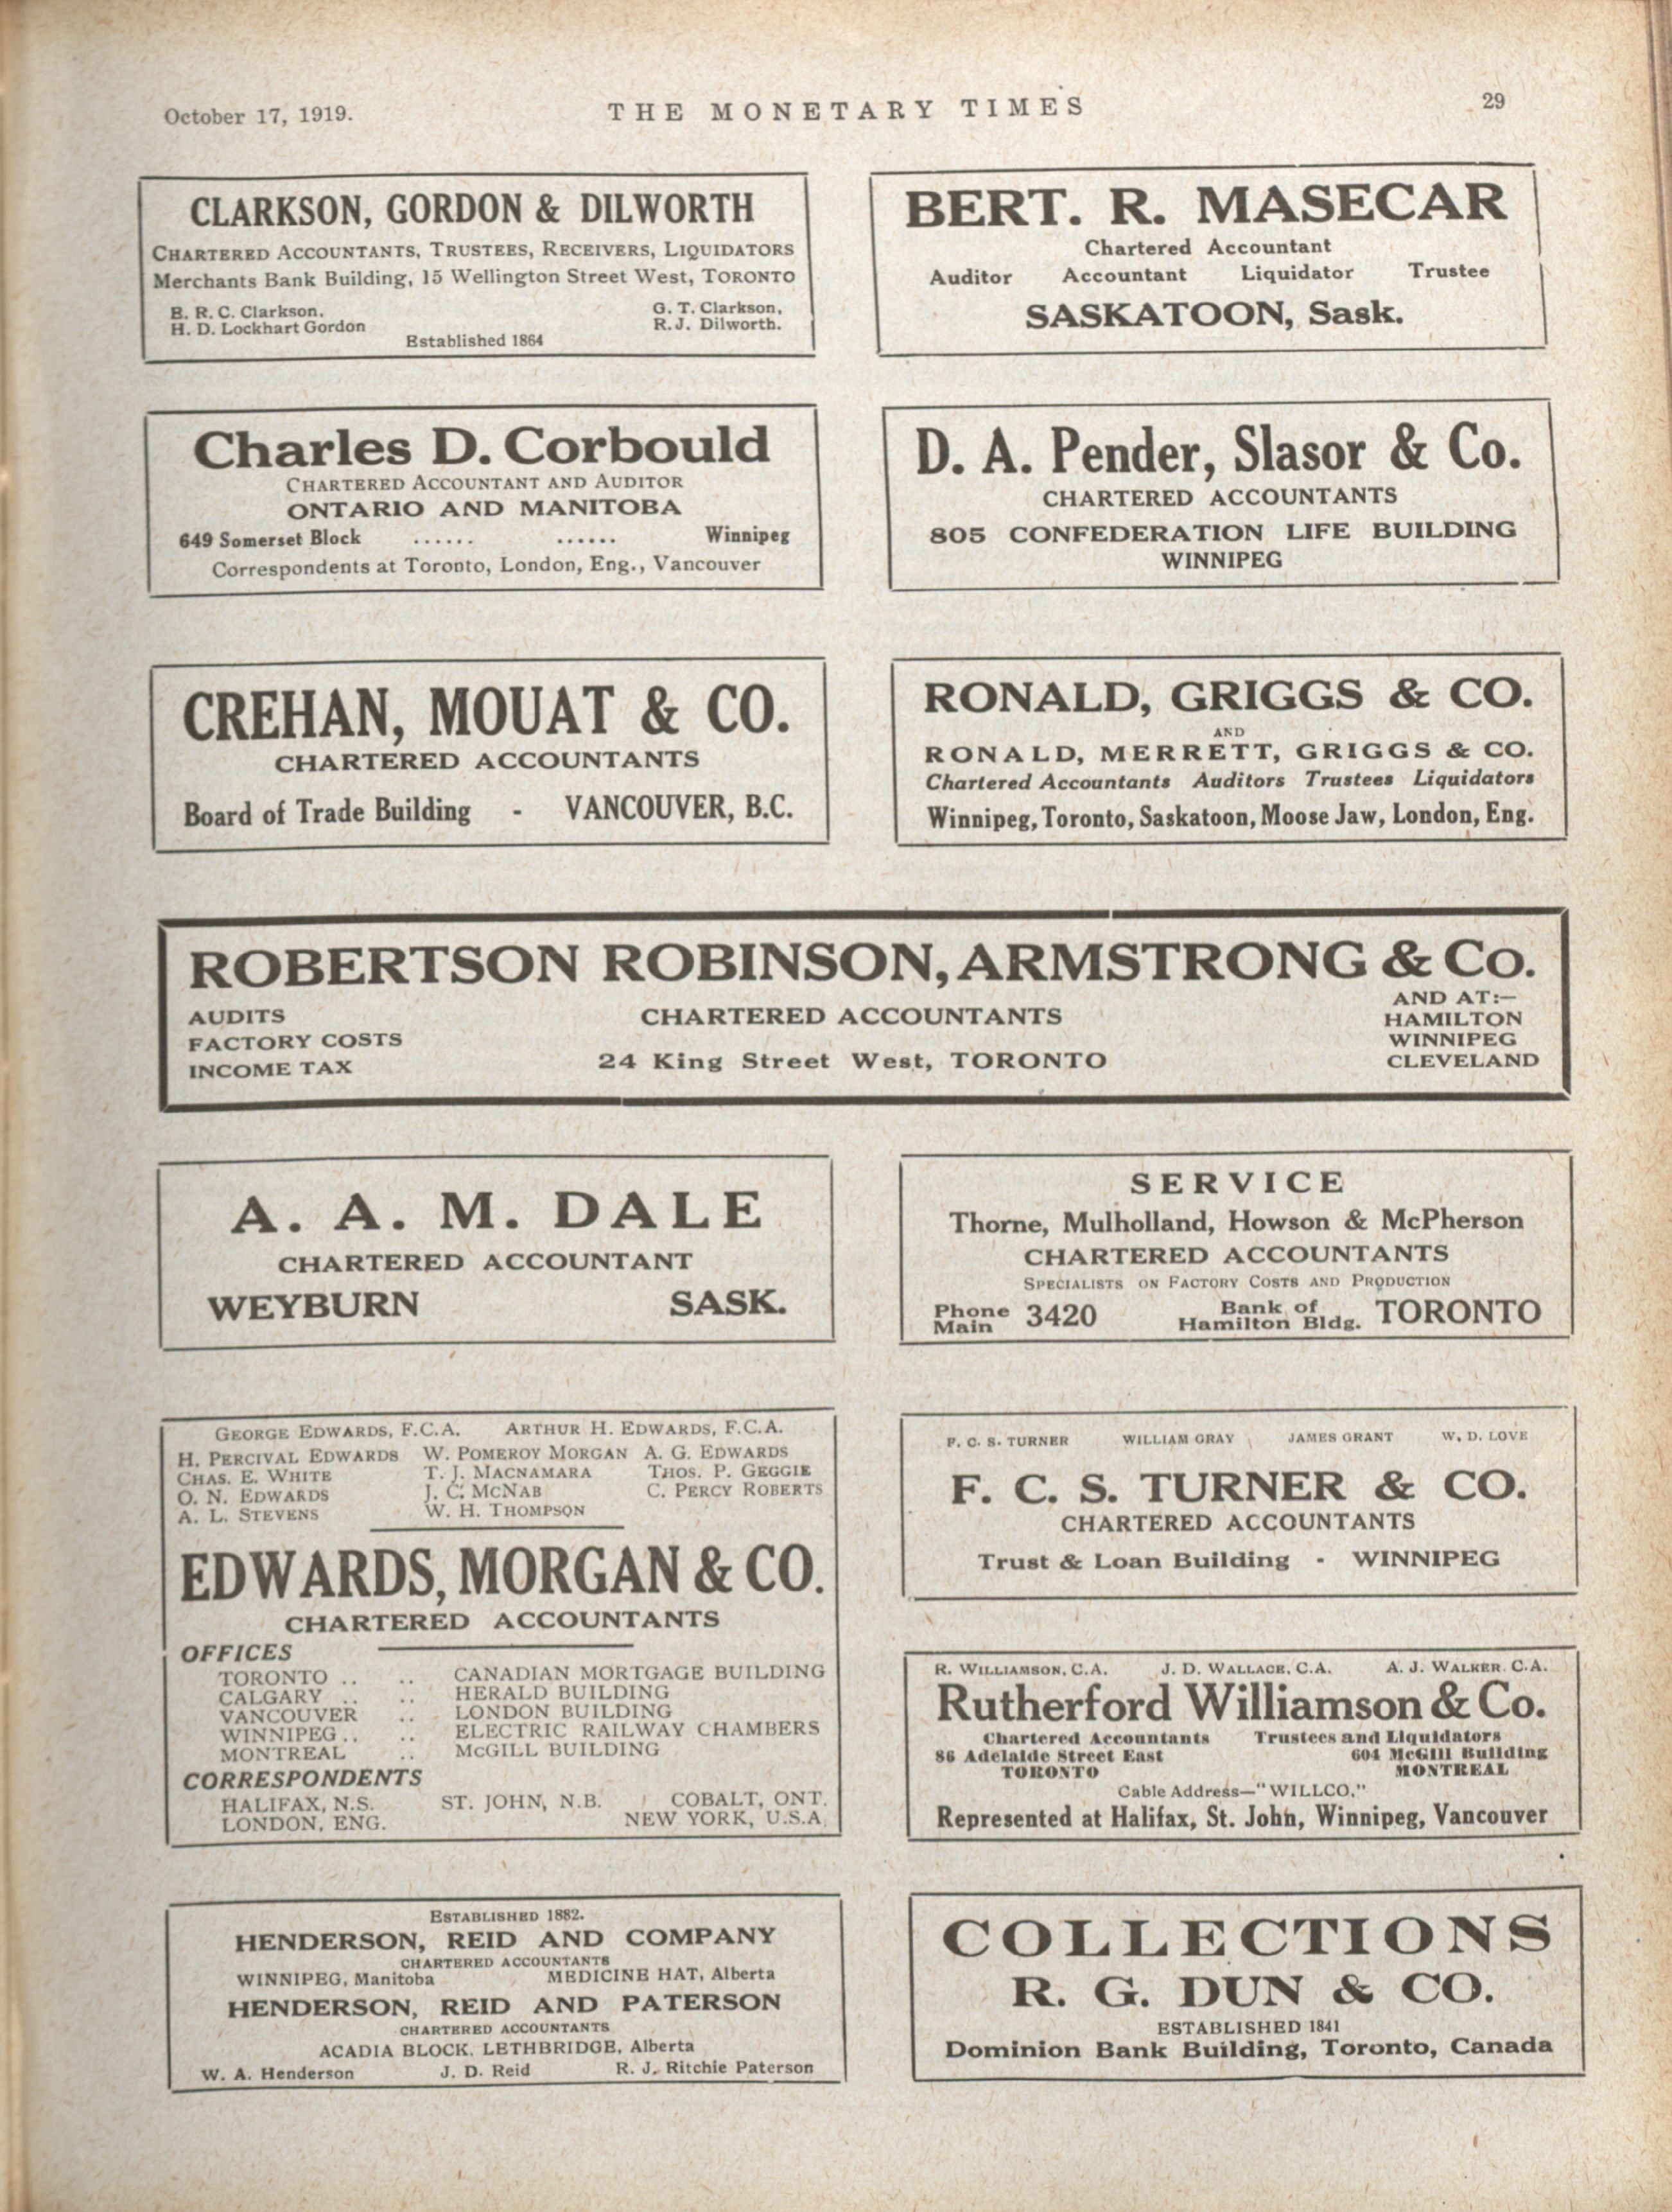 October 17, 1919.
THE MONETARY TIMES
29
CLARKSON, GORDON & DILWORTH
CHARTERED ACCOUNTANTS, TRUSTEES, RECEIVERS, LIQUIDATORS
Merchants Bank Building, 15 Wellington Street West, TORONTO
E. R. C. Clarkson. G. T. Clarkson.
H. D. Lockhart Gordon R. J. Dilworth.
Established 1864
BERT. R. MASECAR
Chartered Accountant
Auditor Accountant Liquidator Trustee
SASKATOON, Sask.
Charles D. Corbould
CHARTERED ACCOUNTANT AND AUDITOR
ONTARIO AND MANITOBA
649 Somerset Block ...... ...... Winnipeg
Correspondents at Toronto, London, Eng., Vancouver
D. A. Pender, Slasor & Co.
CHARTERED ACCOUNTANTS
805 CONFEDERATION LIFE BUILDING
WINNIPEG
CREHAN, MOUAT & CO.
CHARTERED ACCOUNTANTS
Board of Trade Building - VANCOUVER, B.C.
RONALD, GRIGGS & CO.
AND
RONALD, MERRETT, GRIGGS & CO.
Chartered Accountants Auditors Trustees Liquidators
Winnipeg, Toronto, Saskatoon, Moose Jaw, London, Eng.
ROBERTSON ROBINSON, ARMSTRONG & Co.
AUDITS
FACTORY COSTS
INCOME TAX
CHARTERED ACCOUNTANTS
24 King Street West, TORONTO
AND AT:—
HAMILTON
WINNIPEG
CLEVELAND
A. A. M. DALE
CHARTERED ACCOUNTANT
WEYBURN SASK.
SERVICE
Thorne, Mulholland, Howson & McPherson
CHARTERED ACCOUNTANTS
SPECIALISTS ON FACTORY COSTS AND PRODUCTION
Phone Main 3420 Bank of Hamilton Bldg. TORONTO
GEORGE EDWARDS, F.C.A. ARTHUR H. EDWARDS, F.C.A.
H. PERCIVAL EDWARDS W. POMEROY MORGAN A. G. EDWARDS
CHAS. E. WHITE T. J. MACNAMARA THOS. P. GEGGIE
O. N. EDWARDS J. C. MCNAB C. PERCY ROBERTS
A. L. STEVENS W. H. THOMPSON
EDWARDS, MORGAN & CO.
CHARTERED ACCOUNTANTS
OFFICES
TORONTO .. .. CANADIAN MORTGAGE BUILDING
CALGARY .. .. HERALD BUILDING
VANCOUVER .. LONDON BUILDING
WINNIPEG .. .. ELECTRIC RAILWAY CHAMBERS
MONTREAL .. McGILL BUILDING
CORRESPONDENTS
HALIFAX, N.S. ST. JOHN, N.B. COBALT, ONT.
LONDON, ENG. NEW YORK, U.S.A.
F. C. S. TURNER WILLIAM GRAY JAMES GRANT W. D. LOVE
F. C. S. TURNER & CO.
CHARTERED ACCOUNTANTS
Trust & Loan Building - WINNIPEG
R. WILLIAMSON, C.A. J. D. WALLACE, C.A. A. J. WALKER. C.A.
Rutherford Williamson & Co.
Chartered Accountants Trustees and Liquidators
86 Adelaide Street East 604 McGill Building
TORONTO MONTREAL
Cable Address—"WILLCO."
Represented at Halifax, St. John, Winnipeg, Vancouver
ESTABLISHED 1882.
HENDERSON, REID AND COMPANY
CHARTERED ACCOUNTANTS
WINNIPEG, Manitoba MEDICINE HAT, Alberta
HENDERSON, REID AND PATERSON
CHARTERED ACCOUNTANTS
ACADIA BLOCK, LETHBRIDGE, Alberta
W. A. Henderson J. D. Reid R. J. Ritchie Paterson
COLLECTIONS
R. G. DUN & CO.
ESTABLISHED 1841
Dominion Bank Building, Toronto, Canada